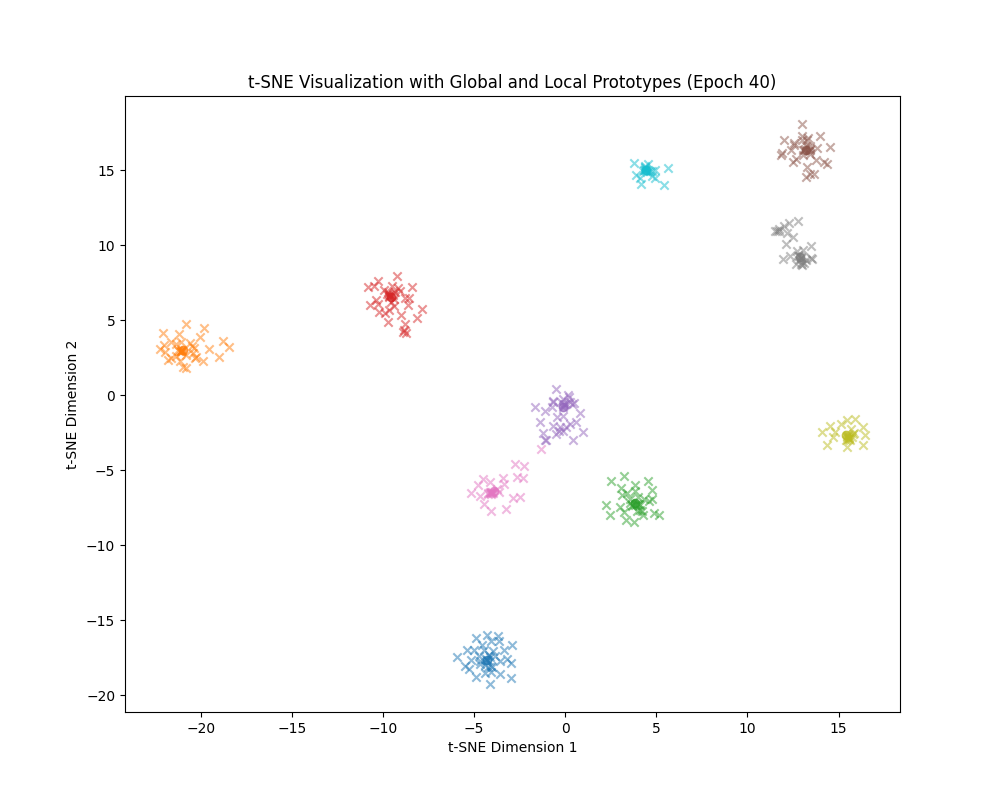 t-SNE Visualization with Global and Local Prototypes (Epoch 40)
t-SNE Dimension 2
15
10
5
0
−5
−10
−15
−20
−20 −15 −10 −5 0 5 10 15
t-SNE Dimension 1